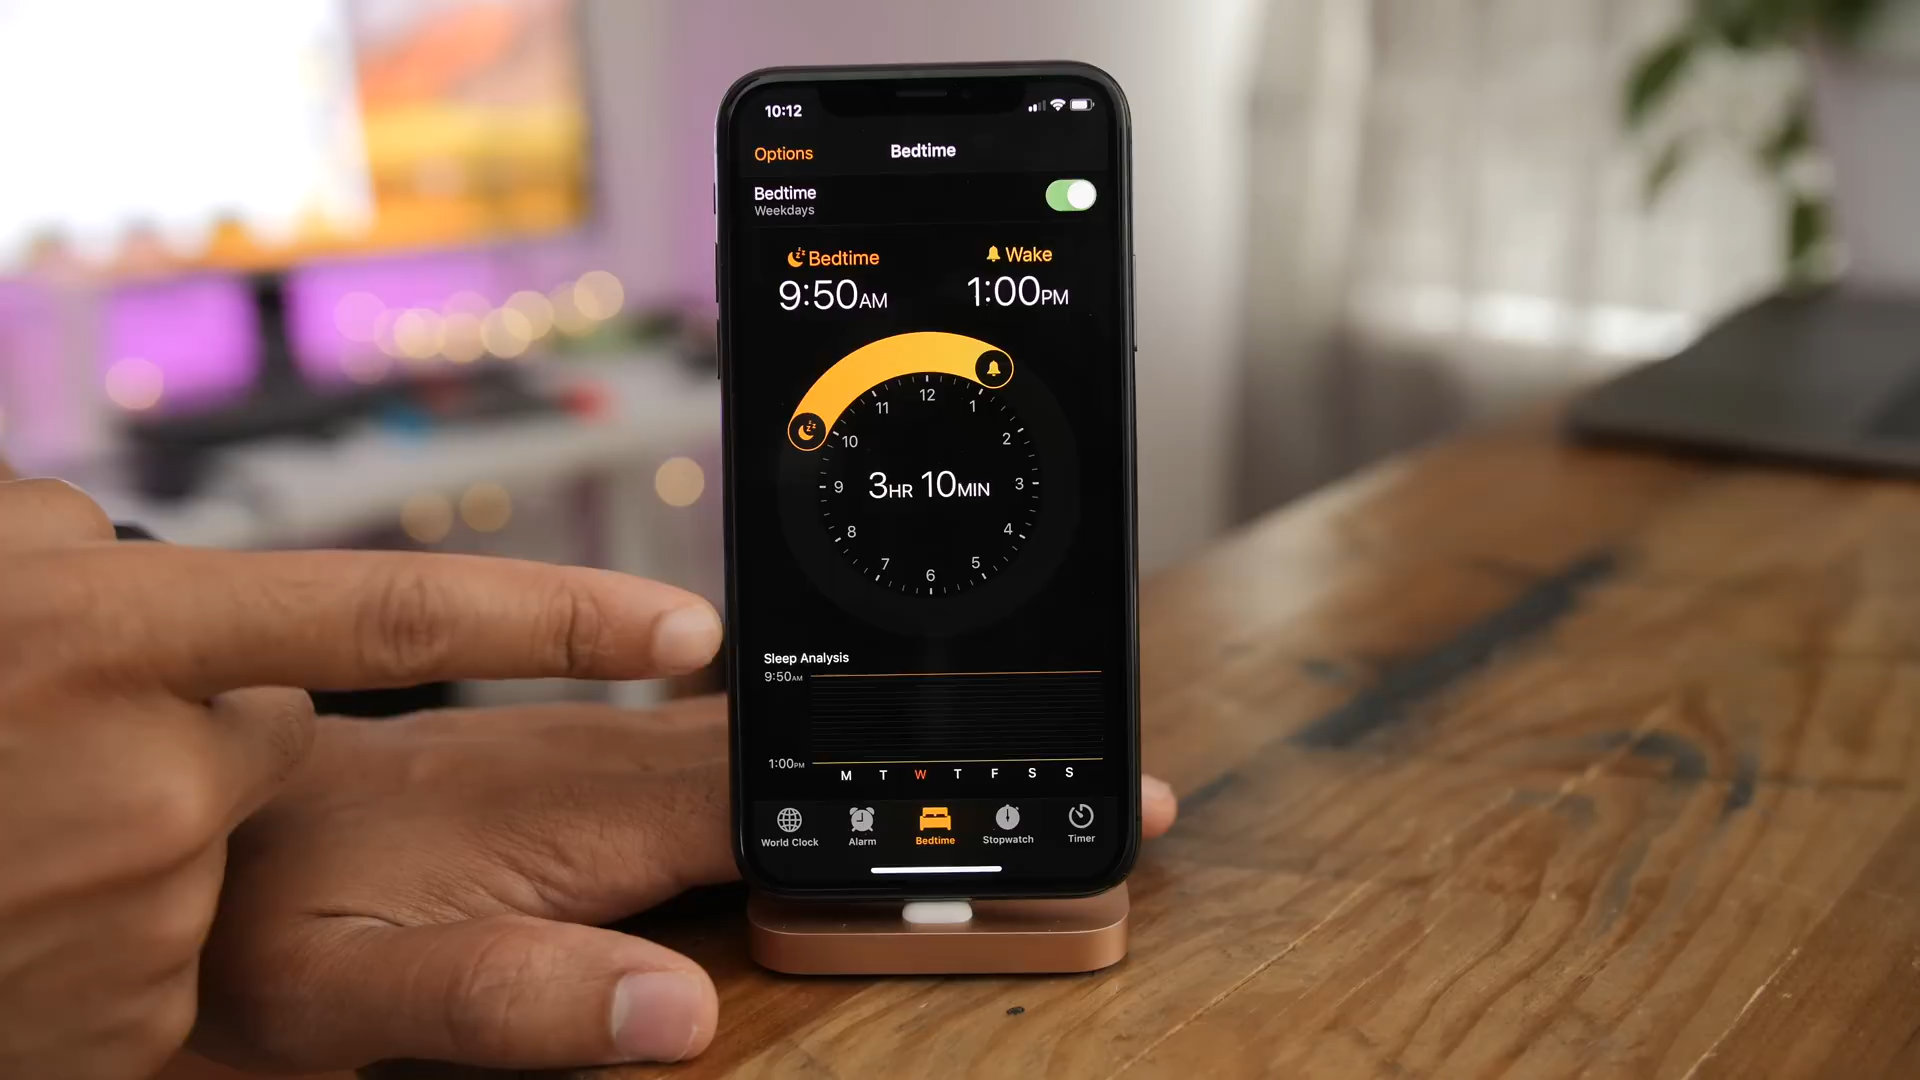 10:12
Options Bedtime
Bedtime
Weekdays
Bedtime Wake
9:50AM 1:00PM
12
11 1
10 2
9 3HR 10MIN 3
8 4
7 5
6
Sleep Analysis
9:50AM
1:00PM
M T W T F S S
World Clock Alarm Bedtime Stopwatch Timer